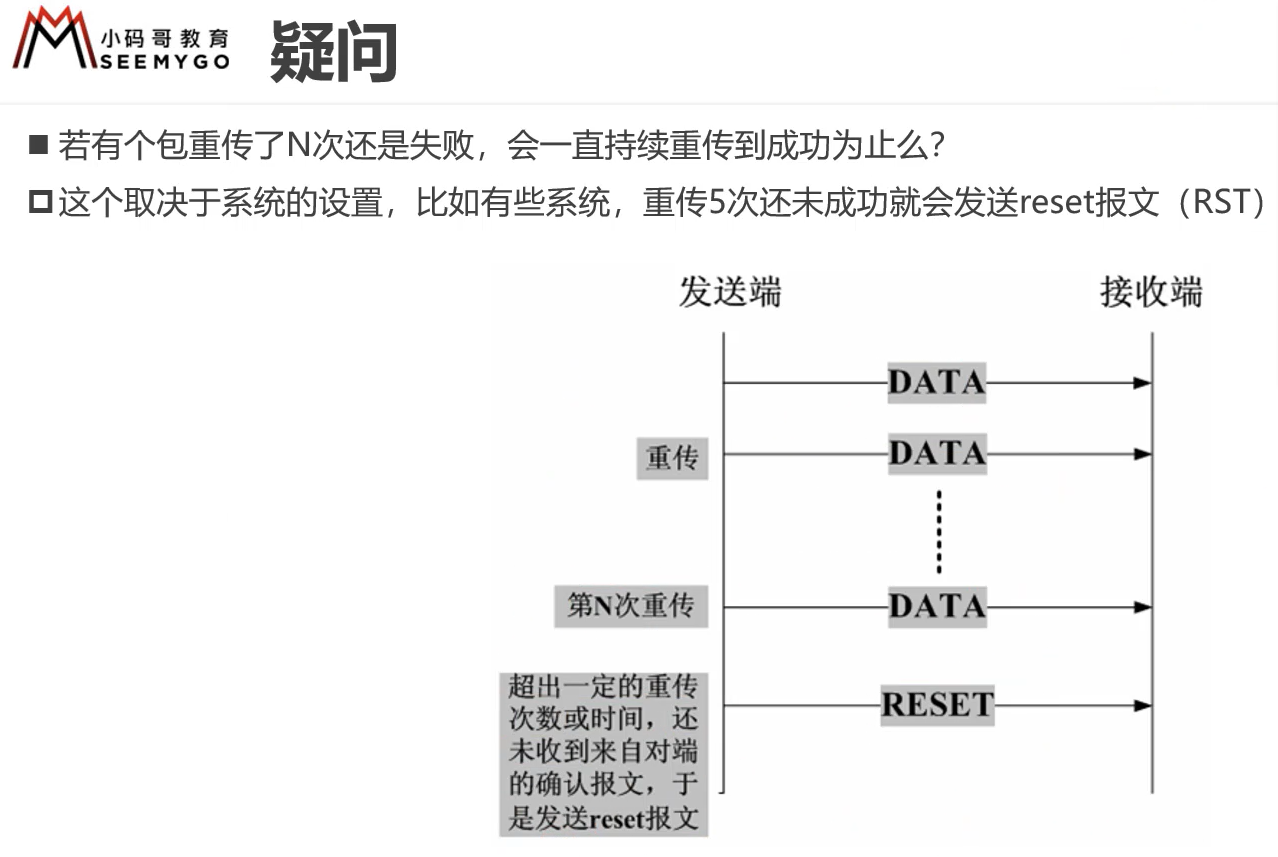 小码哥教育
SEEMYGO
疑问
若有个包重传了N次还是失败，会一直持续重传到成功为止么？
这个取决于系统的设置，比如有些系统，重传5次还未成功就会发送reset报文（RST）
发送端
接收端
DATA
重传
DATA
第N次重传
DATA
超出一定的重传
次数或时间，还
未收到来自对端
的确认报文，于
是发送reset报文
RESET